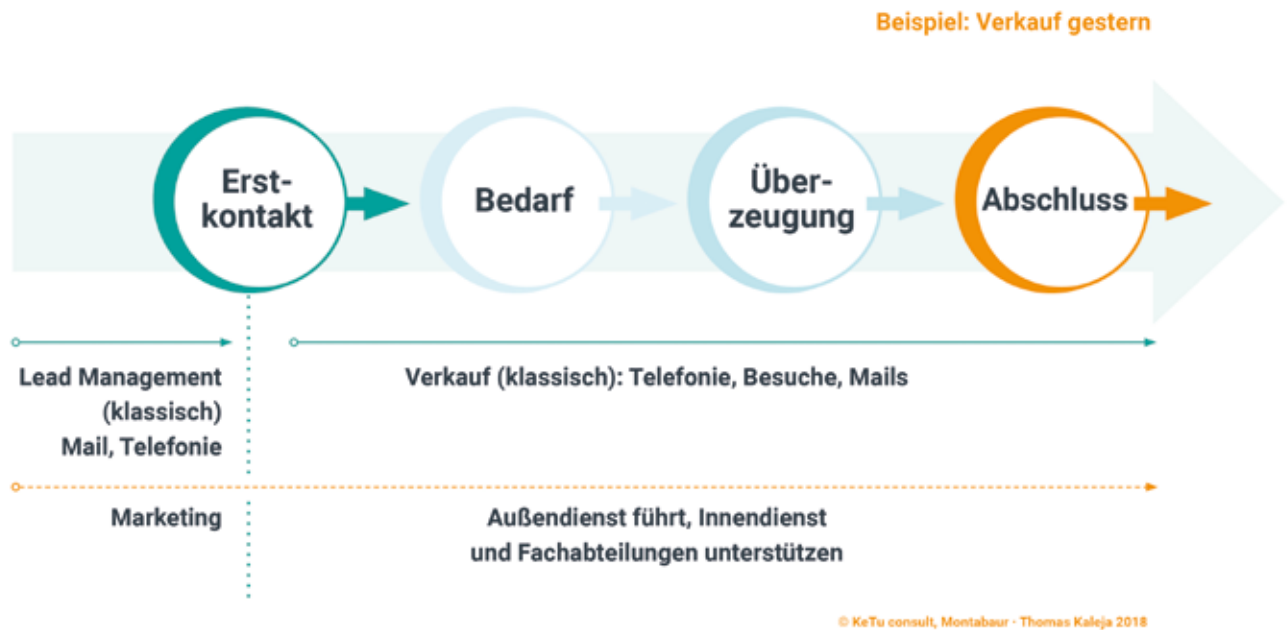 Beispiel: Verkauf gestern
Erst-
kontakt
Bedarf
Über-
zeugung
Abschluss
Lead Management
(klassisch)
Mail, Telefonie
Verkauf (klassisch): Telefonie, Besuche, Mails
Marketing
Außendienst führt, Innendienst
und Fachabteilungen unterstützen
© KeTu consult, Montabaur - Thomas Kaleja 2018